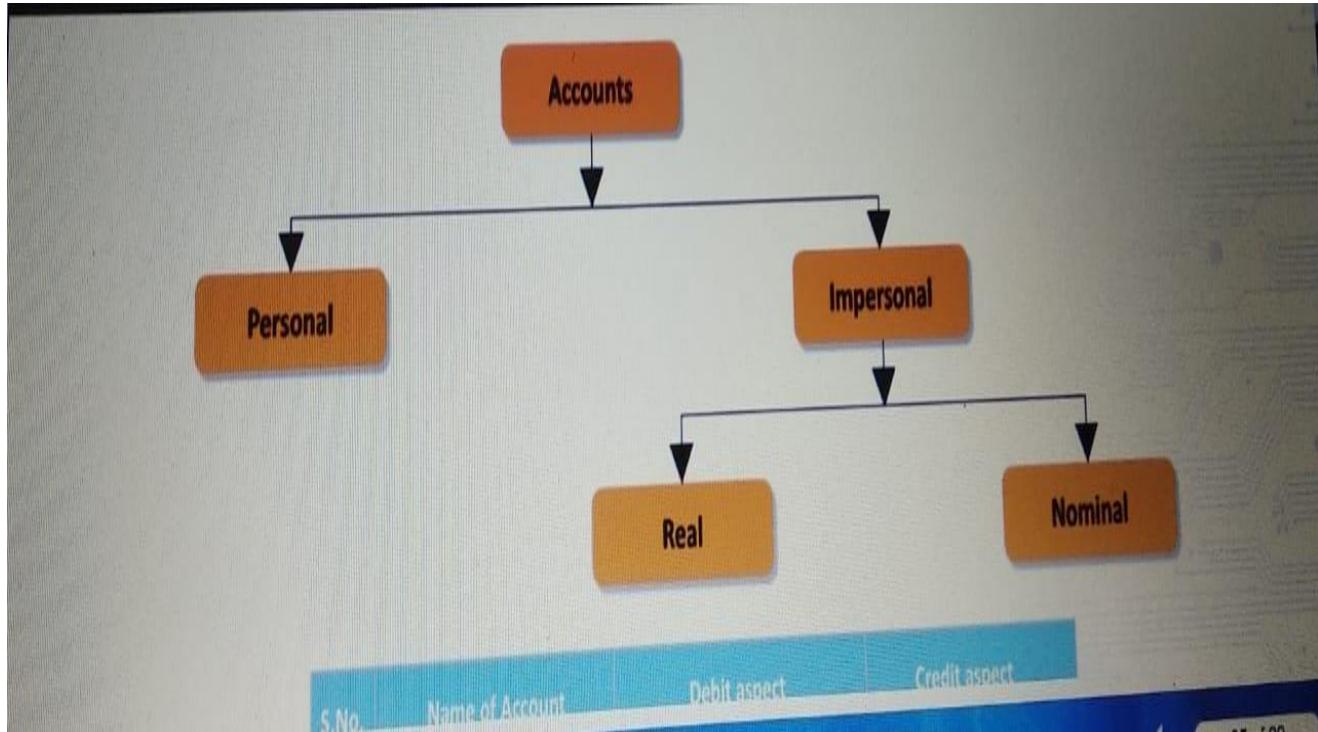 Accounts
Personal
Impersonal
Real
Nominal
S.No. Name of Account Debit aspect Credit aspect